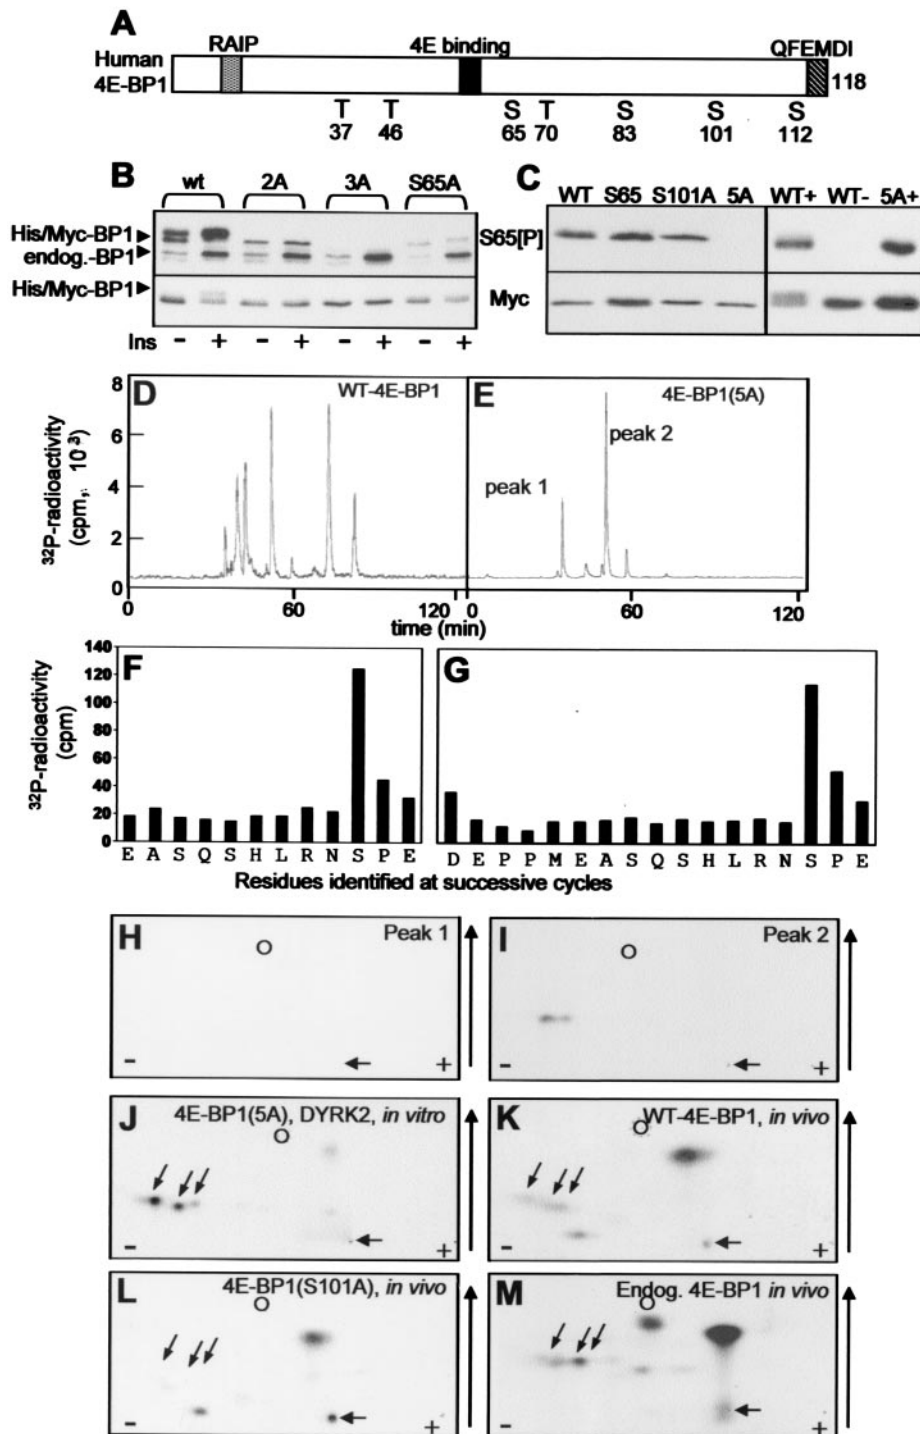 A
RAIP 4E binding QFEMDI
Human
4E-BP1 118
T T S T S S S
37 46 65 70 83 101 112
B
wt 2A 3A S65A
His/Myc-BP1
endog.-BP1
His/Myc-BP1
Ins - + - + - + - +
C
WT S65 S101A 5A WT+ WT- 5A+
S65[P]
Myc
D WT-4E-BP1
E 4E-BP1(5A)
peak 2
peak 1
32P-radioactivity
(cpm, 10³)
8
6
4
2
0
0 60 120 0 60 120
time (min)
F
G
32P-radioactivity
(cpm)
140
120
100
80
60
40
20
0
E A S Q S H L R N S P E
D E P P M E A S Q S H L R N S P E
Residues identified at successive cycles
H Peak 1
- +
I Peak 2
- +
J 4E-BP1(5A), DYRK2, in vitro
- +
K WT-4E-BP1, in vivo
- +
L 4E-BP1(S101A), in vivo
- +
M Endog. 4E-BP1 in vivo
- +